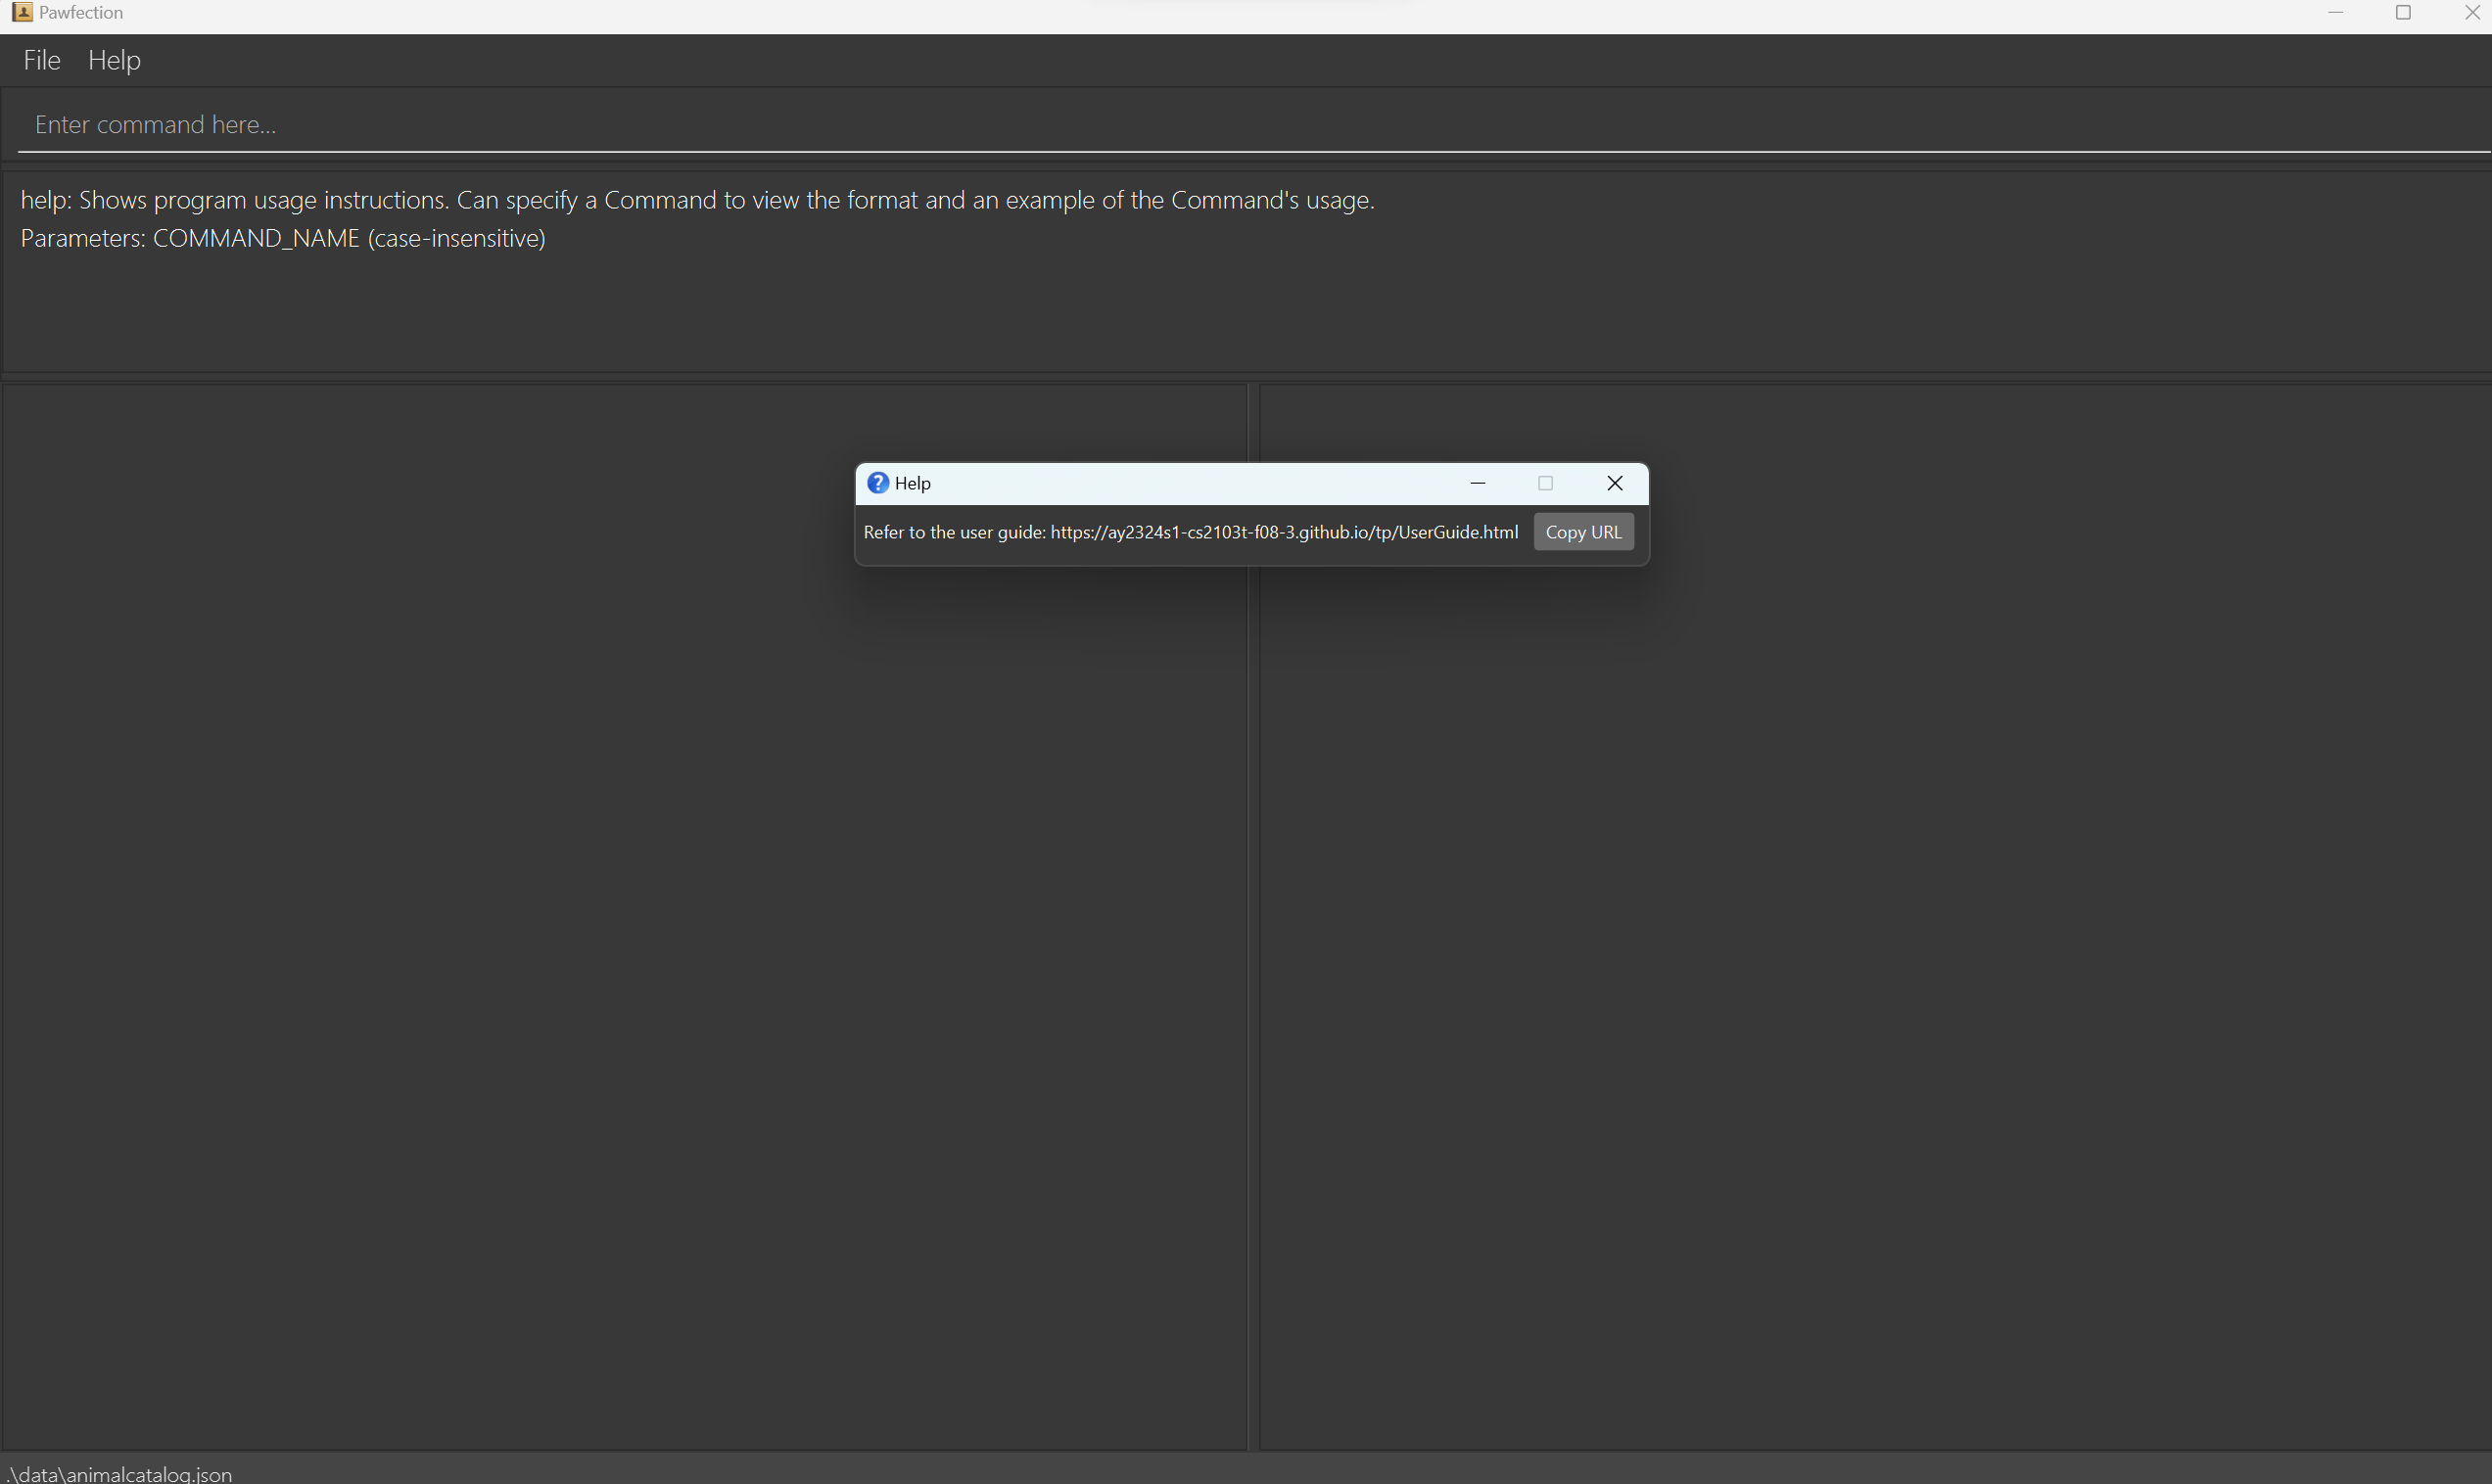 Pawfection
File Help
Enter command here...
help: Shows program usage instructions. Can specify a Command to view the format and an example of the Command's usage.
Parameters: COMMAND_NAME (case-insensitive)
Help
Refer to the user guide: https://ay2324s1-cs2103t-f08-3.github.io/tp/UserGuide.html Copy URL
.\data\animalcatalog.json